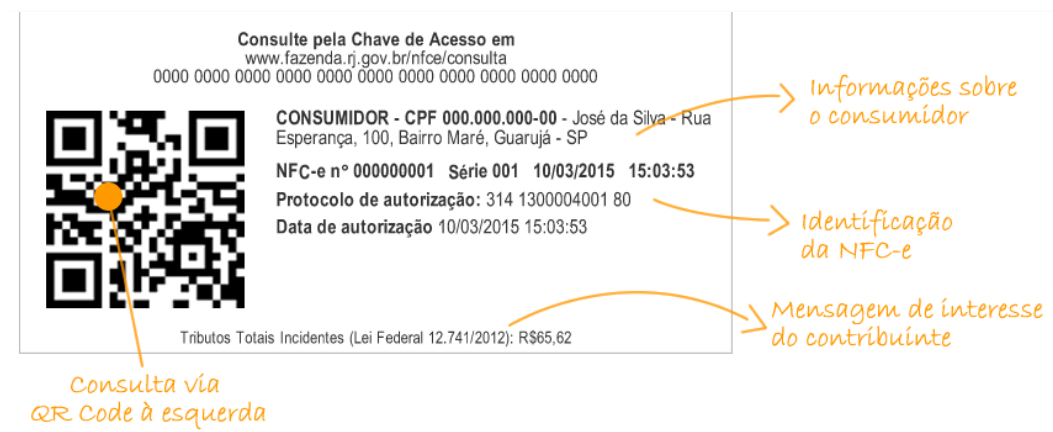 Consulte pela Chave de Acesso em
www.fazenda.rj.gov.br/nfce/consulta
0000 0000 0000 0000 0000 0000 0000 0000 0000 0000 0000
CONSUMIDOR - CPF 000.000.000-00 - José da Silva - Rua
Esperança, 100, Bairro Maré, Guarujá - SP
NFC-e nº 000000001 Série 001 10/03/2015 15:03:53
Protocolo de autorização: 314 1300004001 80
Data de autorização 10/03/2015 15:03:53
Tributos Totais Incidentes (Lei Federal 12.741/2012): R$65,62
Informações sobre
o consumidor
Identificação
da NFC-e
Mensagem de interesse
do contribuinte
Consulta via
QR Code à esquerda